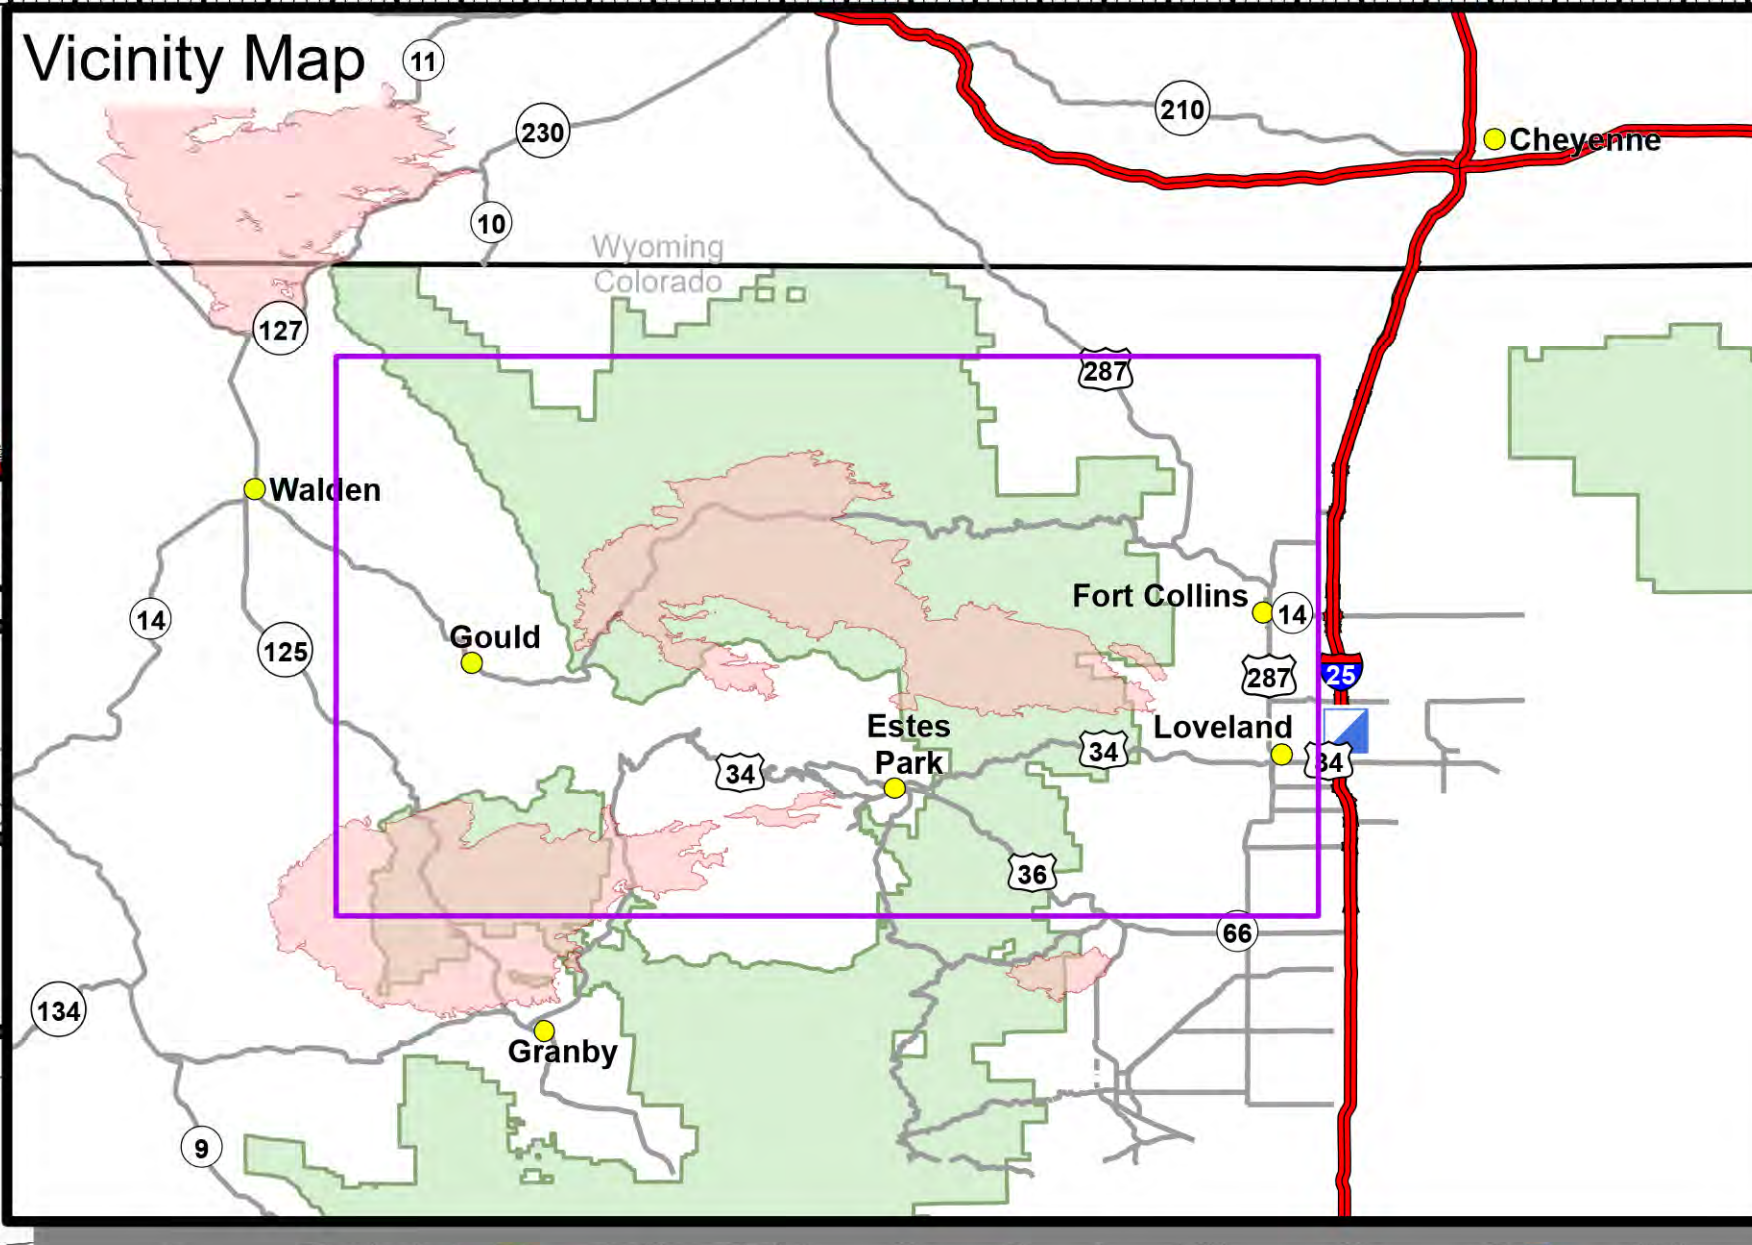 Vicinity Map
11
230
210
Cheyenne
10
Wyoming
Colorado
127
287
Walden
Fort Collins
14
14
Gould
125
287
25
Estes
Park
Loveland
34
34
34
36
66
134
Granby
9